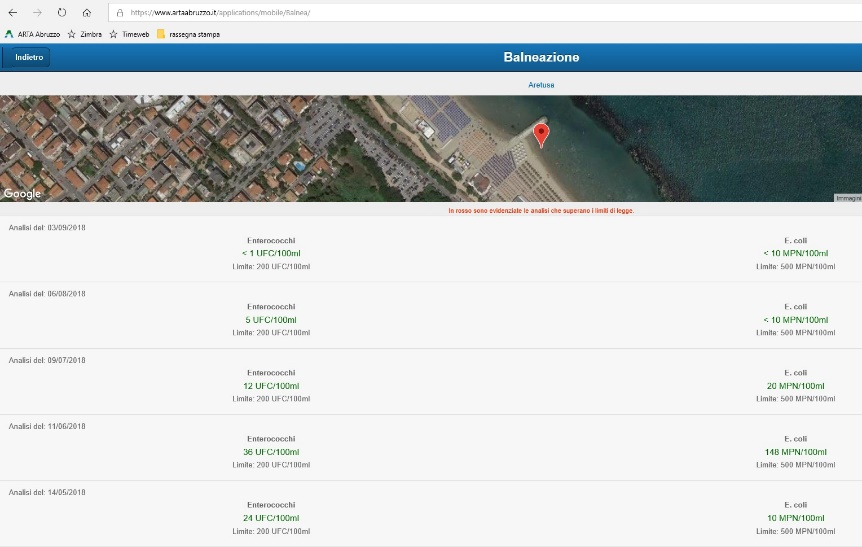 https://www.artaabruzzo.it/applications/mobile/Balnea/
ARTA Abruzzo Zimbra Timeweb rassegna stampa
Indietro Balneazione
Aretusa
Google
Immagini
In rosso sono evidenziate le analisi che superano i limiti di legge.
Analisi del: 03/09/2018
Enterococchi E. coli
< 1 UFC/100ml < 10 MPN/100ml
Limite: 200 UFC/100ml Limite: 500 MPN/100ml
Analisi del: 06/08/2018
Enterococchi E. coli
5 UFC/100ml < 10 MPN/100ml
Limite: 200 UFC/100ml Limite: 500 MPN/100ml
Analisi del: 09/07/2018
Enterococchi E. coli
12 UFC/100ml 20 MPN/100ml
Limite: 200 UFC/100ml Limite: 500 MPN/100ml
Analisi del: 11/06/2018
Enterococchi E. coli
36 UFC/100ml 148 MPN/100ml
Limite: 200 UFC/100ml Limite: 500 MPN/100ml
Analisi del: 14/05/2018
Enterococchi E. coli
24 UFC/100ml 10 MPN/100ml
Limite: 200 UFC/100ml Limite: 500 MPN/100ml